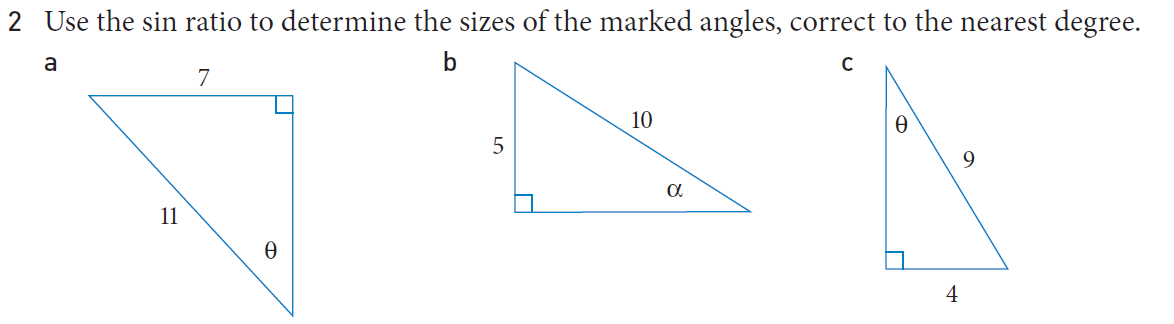 2 Use the sin ratio to determine the sizes of the marked angles, correct to the nearest degree.
a
7
11
θ
b
5
10
α
c
θ
9
4